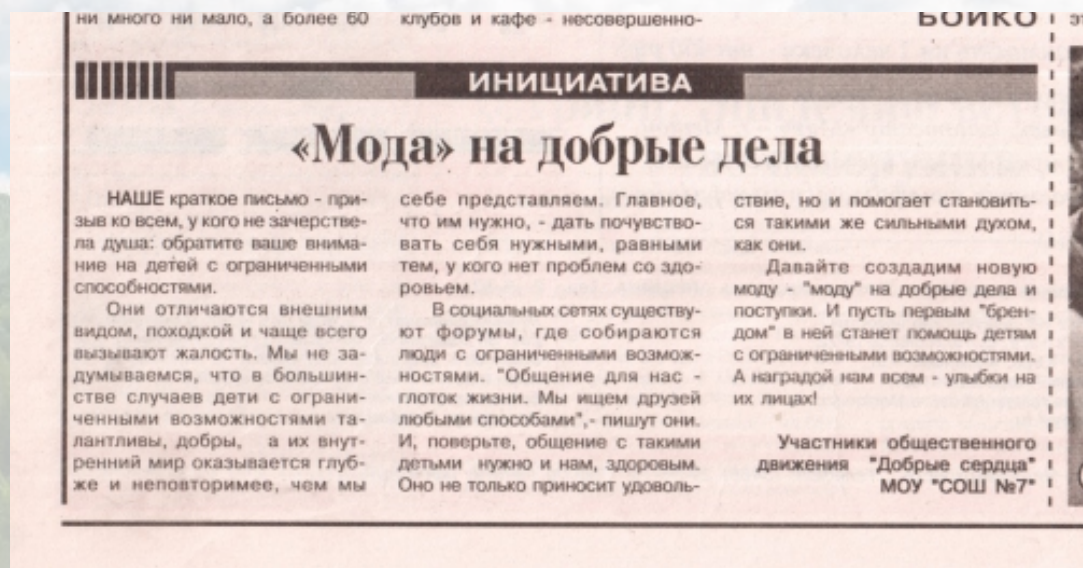 ни много ни мало, а более 60
клубов и кафе - несовершенно-
БОЙКО
ИНИЦИАТИВА
«Мода» на добрые дела
НАШЕ краткое письмо - при-
зыв ко всем, у кого не зачерстве-
ла душа: обратите ваше внима-
ние на детей с ограниченными
способностями.
Они отличаются внешним
видом, походкой и чаще всего
вызывают жалость. Мы не за-
думываемся, что в большин-
стве случаев дети с ограни-
ченными возможностями та-
лантливы, добры, а их внут-
ренний мир оказывается глуб-
же и неповторимее, чем мы
себе представляем. Главное,
что им нужно, - дать почувство-
вать себя нужными, равными
тем, у кого нет проблем со здо-
ровьем.
В социальных сетях существу-
ют форумы, где собираются
люди с ограниченными возмож-
ностями. "Общение для нас -
глоток жизни. Мы ищем друзей
любыми способами",- пишут они.
И, поверьте, общение с такими
детьми нужно и нам, здоровым.
Оно не только приносит удоволь-
ствие, но и помогает становить-
ся такими же сильными духом,
как они.
Давайте создадим новую
моду - "моду" на добрые дела и
поступки. И пусть первым "брен-
дом" в ней станет помощь детям
с ограниченными возможностями.
А наградой нам всем - улыбки на
их лицах!
Участники общественного
движения "Добрые сердца"
МОУ "СОШ №7"